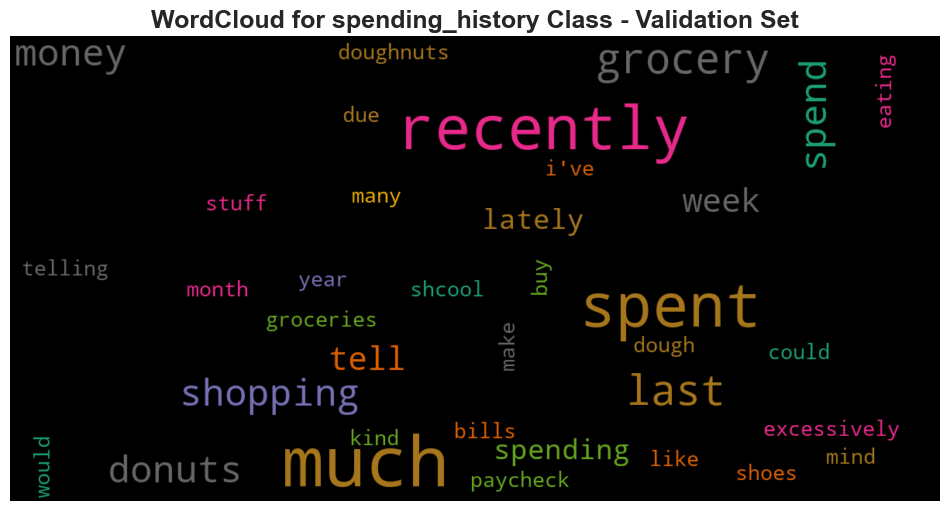 WordCloud for spending_history Class - Validation Set
money
doughnuts
grocery
spend
eating
due
recently
i've
stuff
many
lately
week
telling
month
year
shcool
buy
groceries
spent
make
dough
could
tell
shopping
last
would
donuts
kind
much
bills
spending
paycheck
like
excessively
shoes
mind